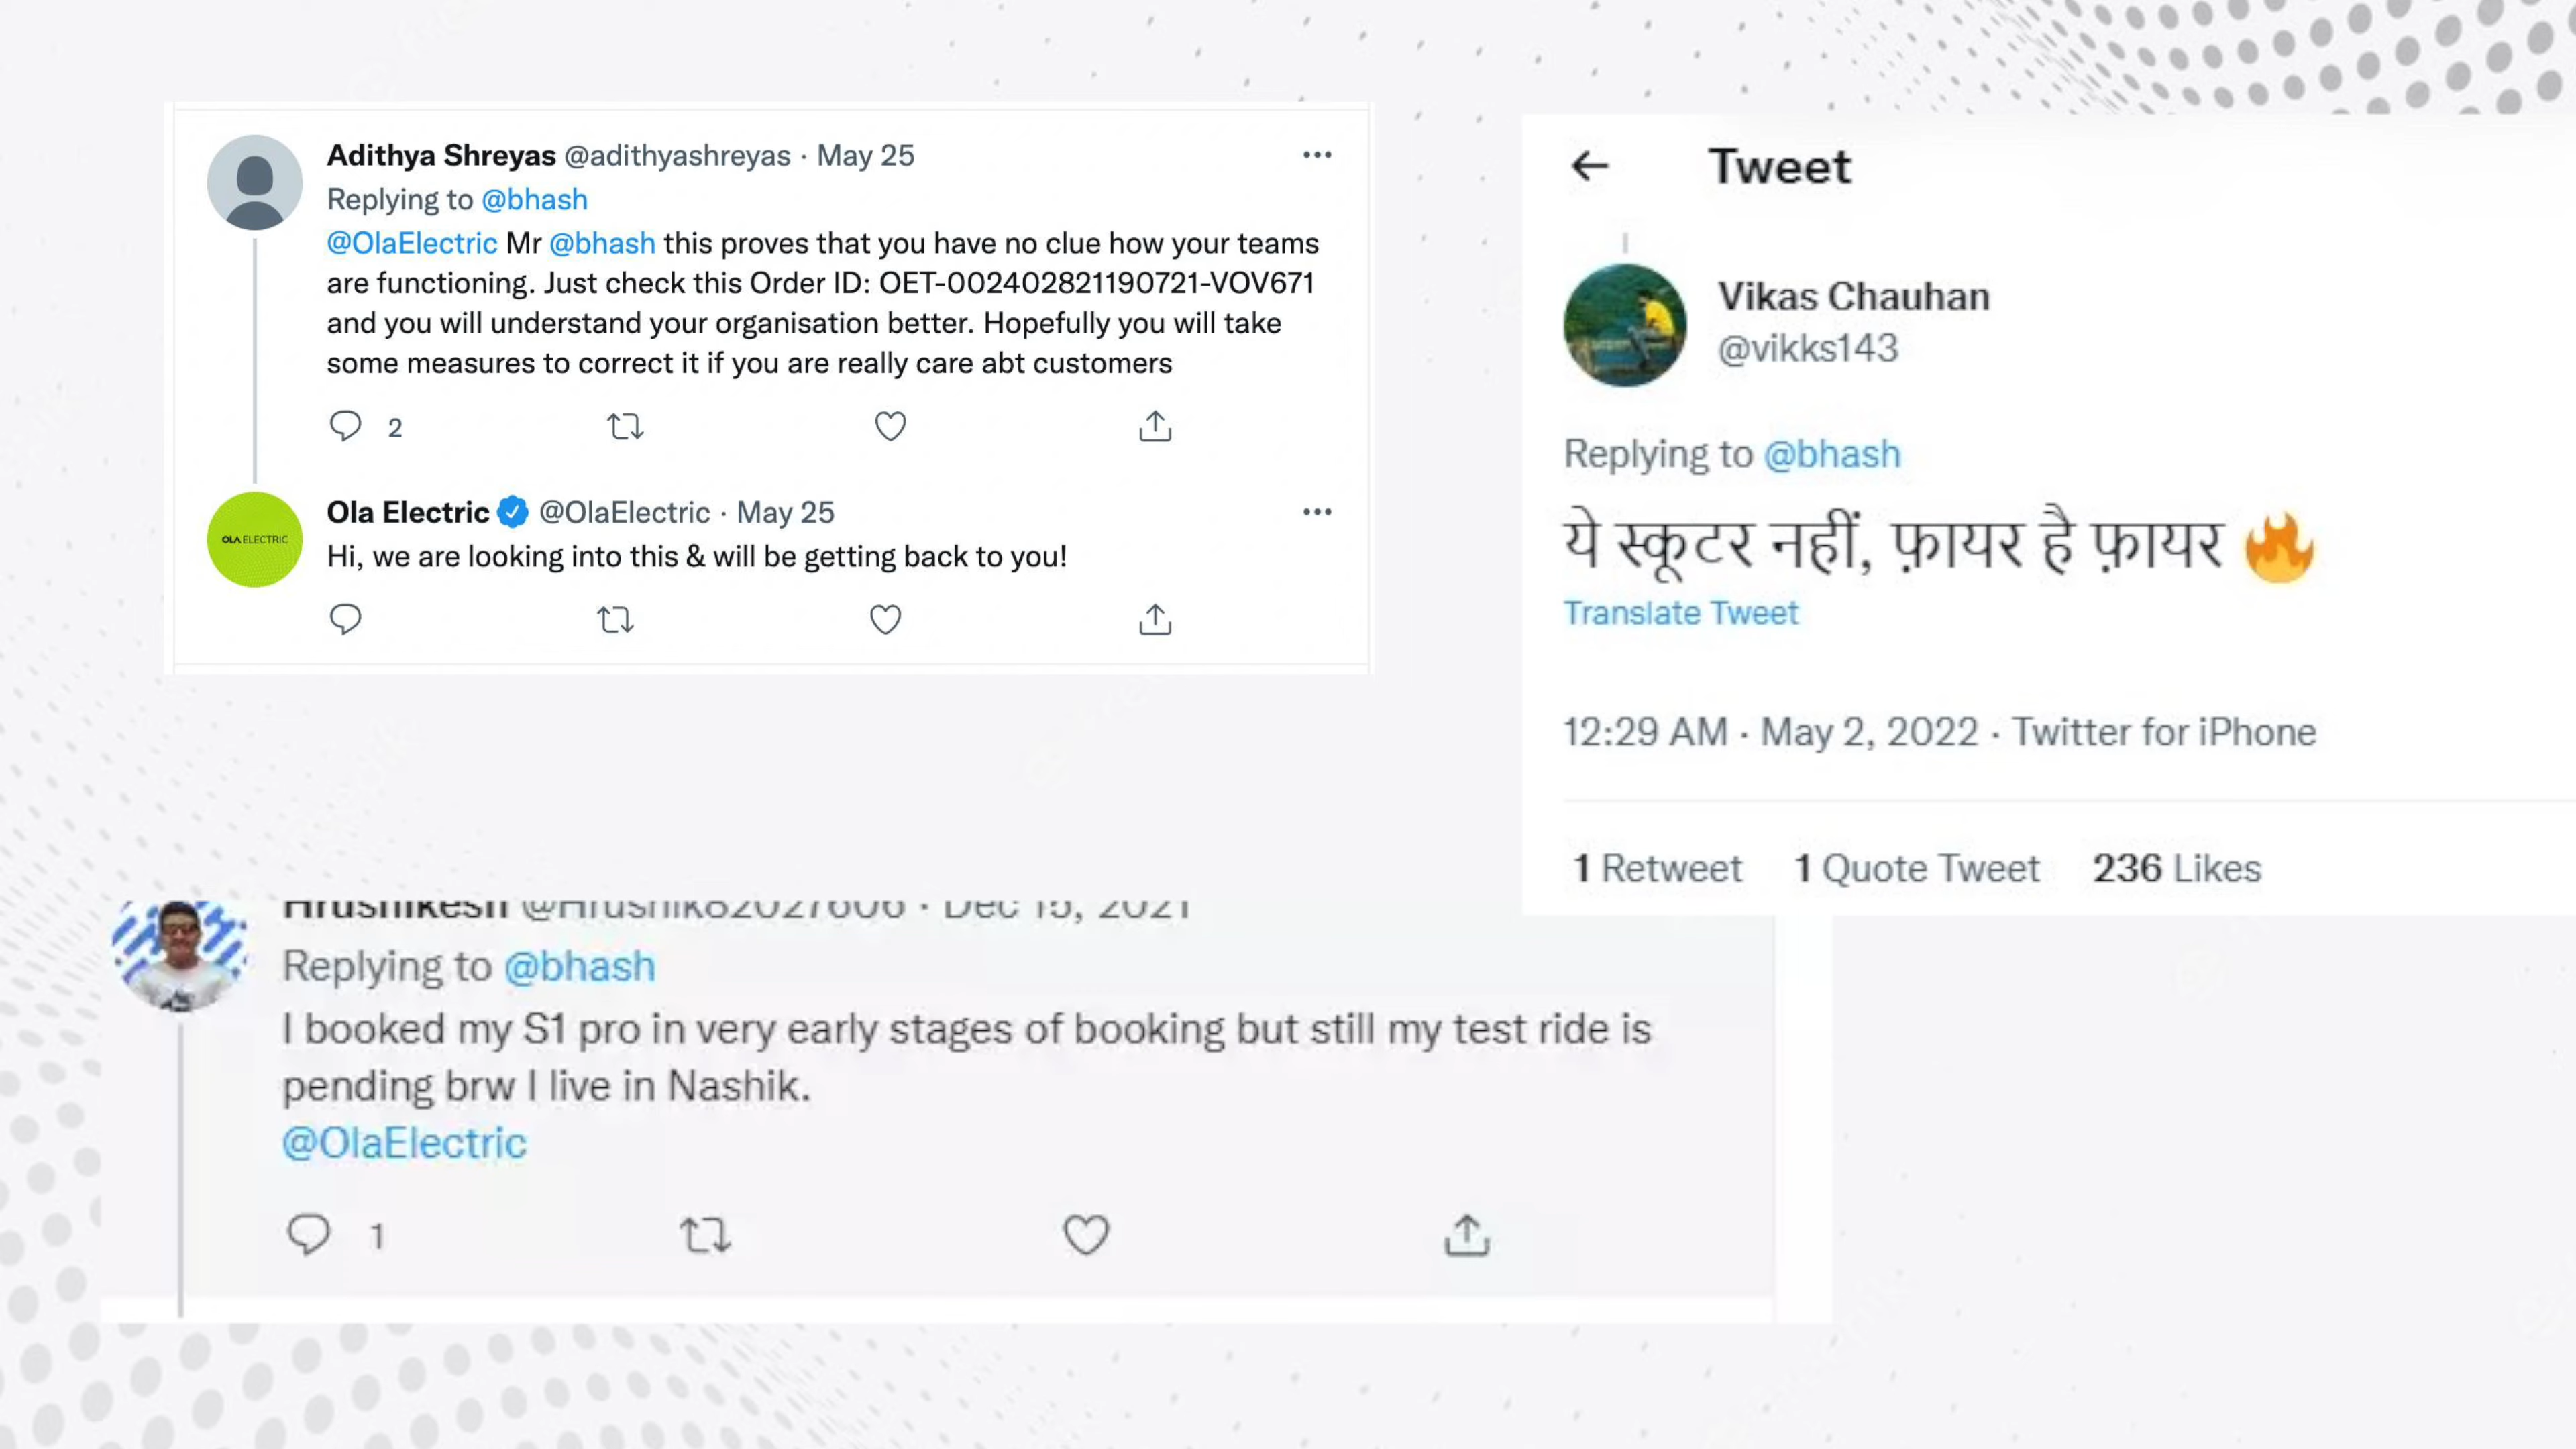 Adithya Shreyas @adithyashreyas · May 25
Replying to @bhash
@OlaElectric Mr @bhash this proves that you have no clue how your teams
are functioning. Just check this Order ID: OET-002402821190721-VOV671
and you will understand your organisation better. Hopefully you will take
some measures to correct it if you are really care abt customers
2
OLA ELECTRIC
Ola Electric @OlaElectric · May 25
Hi, we are looking into this & will be getting back to you!
Tweet
Vikas Chauhan
@vikks143
Replying to @bhash
ये स्कूटर नहीं, फ़ायर है फ़ायर 🔥
Translate Tweet
12:29 AM · May 2, 2022 · Twitter for iPhone
1 Retweet 1 Quote Tweet 236 Likes
Hrushikesh · Dec 15, 2021
Replying to @bhash
I booked my S1 pro in very early stages of booking but still my test ride is
pending brw I live in Nashik.
@OlaElectric
1